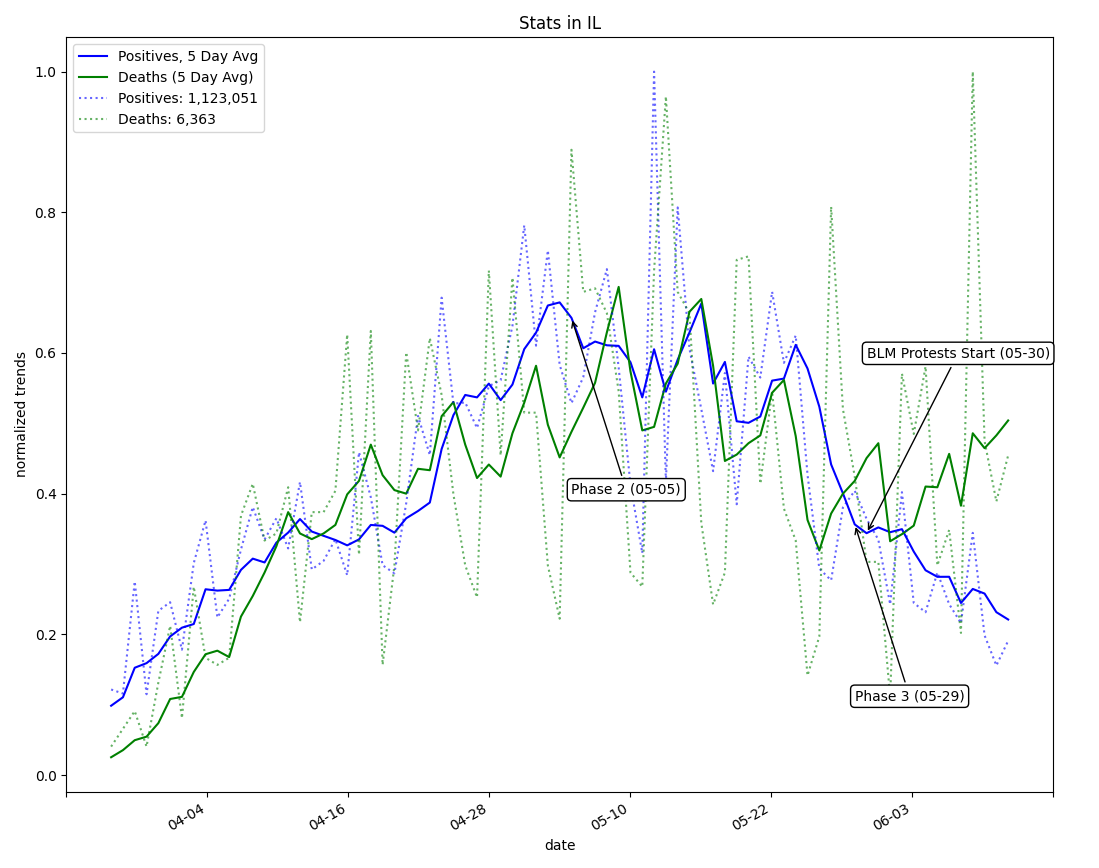 Stats in IL
Positives, 5 Day Avg
Deaths (5 Day Avg)
Positives: 1,123,051
Deaths: 6,363
1.0
0.8
0.6
0.4
0.2
0.0
normalized trends
BLM Protests Start (05-30)
Phase 2 (05-05)
Phase 3 (05-29)
04-04
04-16
04-28
05-10
05-22
06-03
date